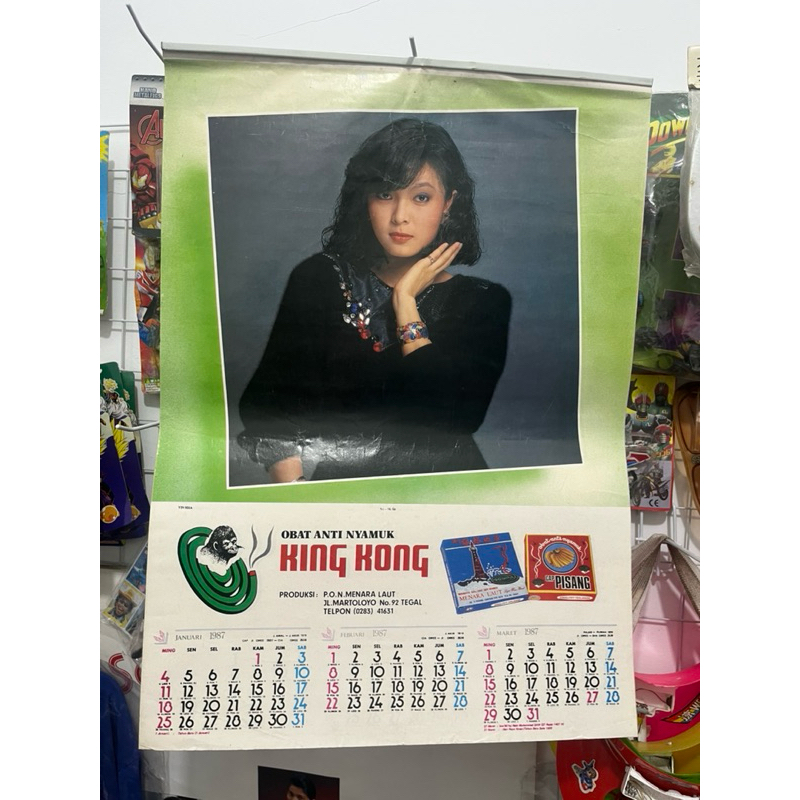 OBAT ANTI NYAMUK
KING KONG
PRODUKSI: P.O.N.MENARA LAUT
JL.MARTOLOYO No.92 TEGAL
TELPON (0283) 41631
MENARA LAUT
CAP PISANG
JANUARI 1987
MING SEN SEL RAB KAM JUM SAB
1 2 3
4 5 6 7 8 9 10
11 12 13 14 15 16 17
18 19 20 21 22 23 24
25 26 27 28 29 30 31
FEBRUARI 1987
MING SEN SEL RAB KAM JUM SAB
1 2 3 4 5 6 7
8 9 10 11 12 13 14
15 16 17 18 19 20 21
22 23 24 25 26 27 28
MARET 1987
MING SEN SEL RAB KAM JUM SAB
1 2 3 4 5 6 7
8 9 10 11 12 13 14
15 16 17 18 19 20 21
22 23 24 25 26 27 28
29 30 31